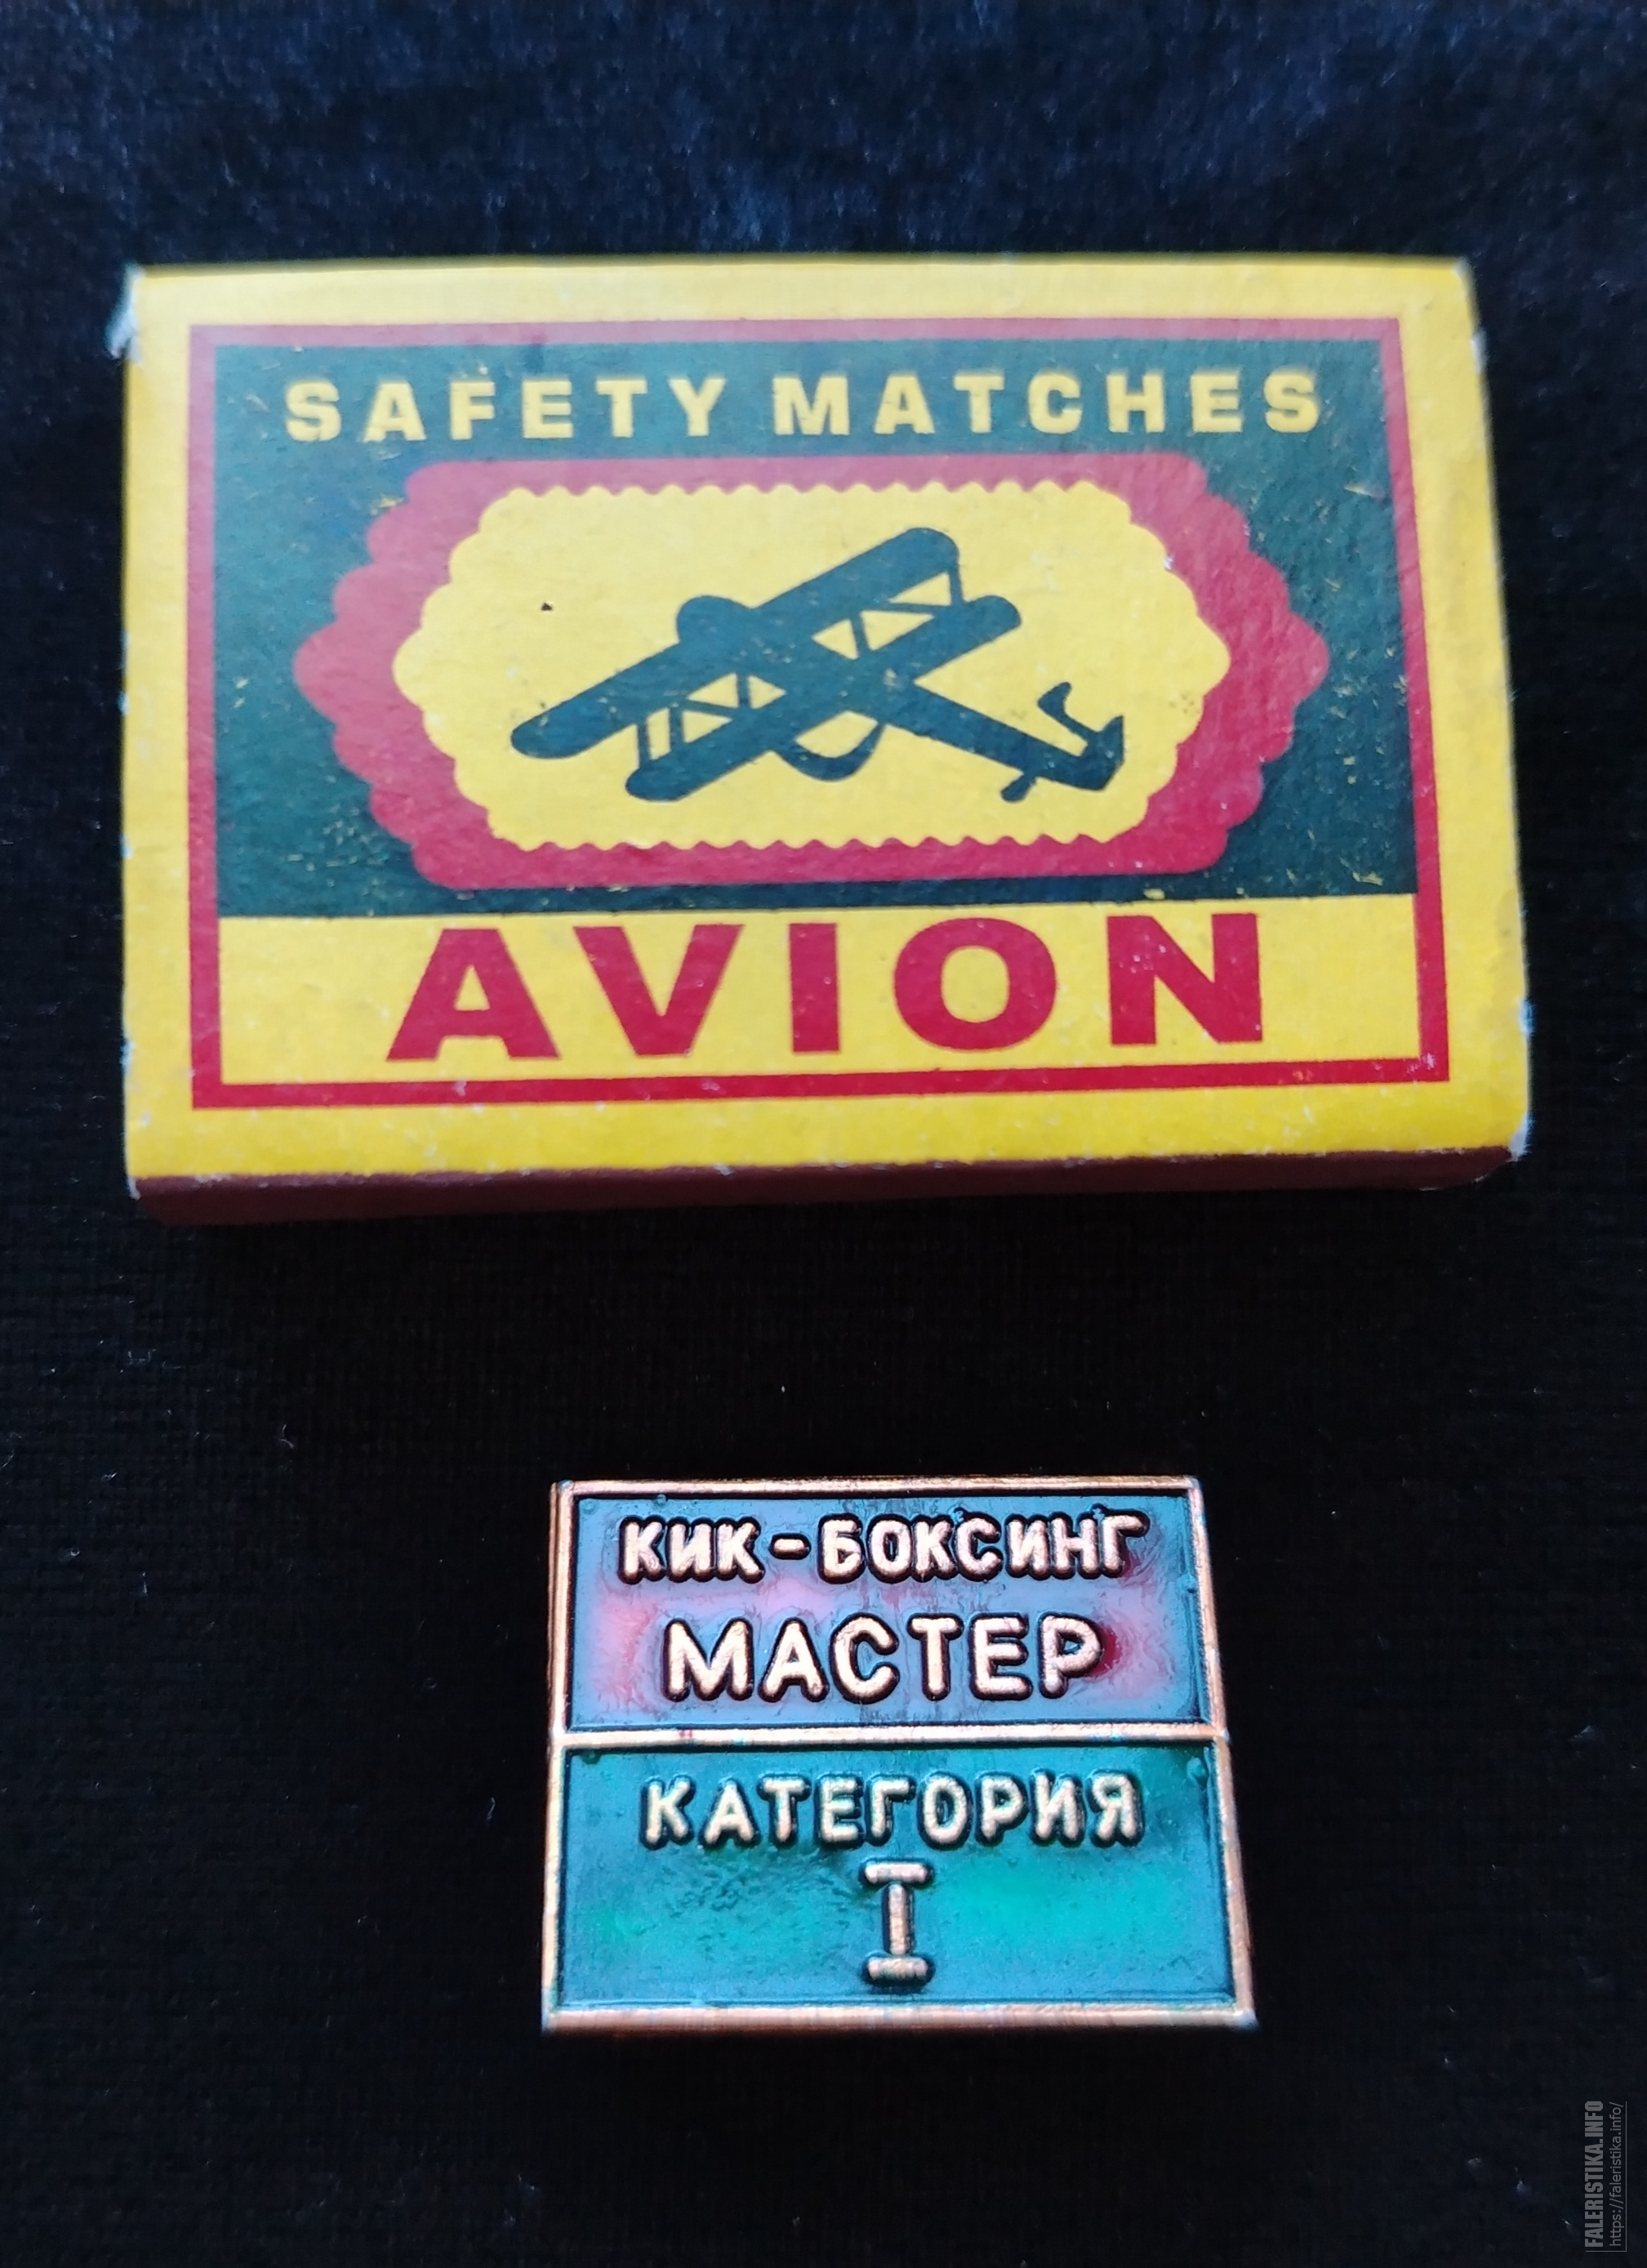 SAFETY MATCHES
AVION
КИК-БОКСИНГ
МАСТЕР
КАТЕГОРИЯ
I
FALERISTIKA.INFO
https://faleristika.info/